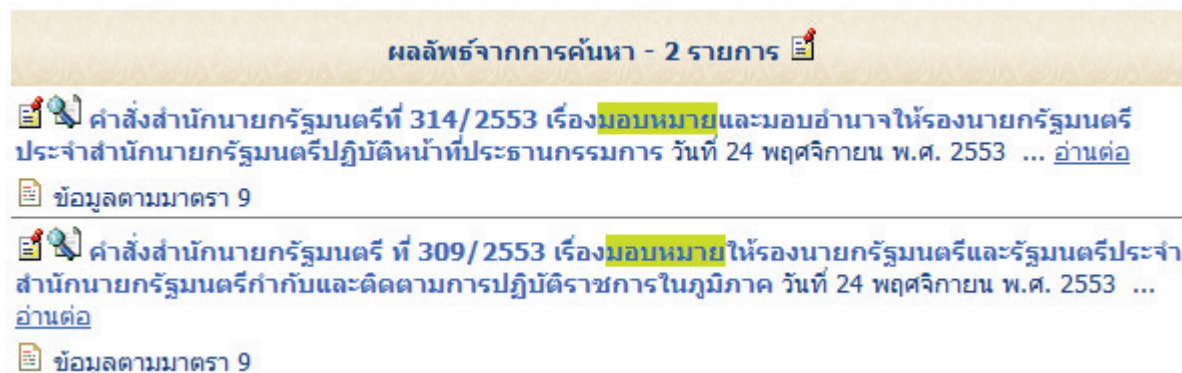 ผลลัพธ์จากการค้นหา - 2 รายการ
คำสั่งสำนักนายกรัฐมนตรีที่ 314/2553 เรื่องมอบหมายและมอบอำนาจให้รองนายกรัฐมนตรี
ประจำสำนักนายกรัฐมนตรีปฏิบัติหน้าที่ประธานกรรมการ วันที่ 24 พฤศจิกายน พ.ศ. 2553 ... อ่านต่อ
ข้อมูลตามมาตรา 9
คำสั่งสำนักนายกรัฐมนตรี ที่ 309/2553 เรื่องมอบหมายให้รองนายกรัฐมนตรีและรัฐมนตรีประจำ
สำนักนายกรัฐมนตรีกำกับและติดตามการปฏิบัติราชการในภูมิภาค วันที่ 24 พฤศจิกายน พ.ศ. 2553 ...
อ่านต่อ
ข้อมูลตามมาตรา 9